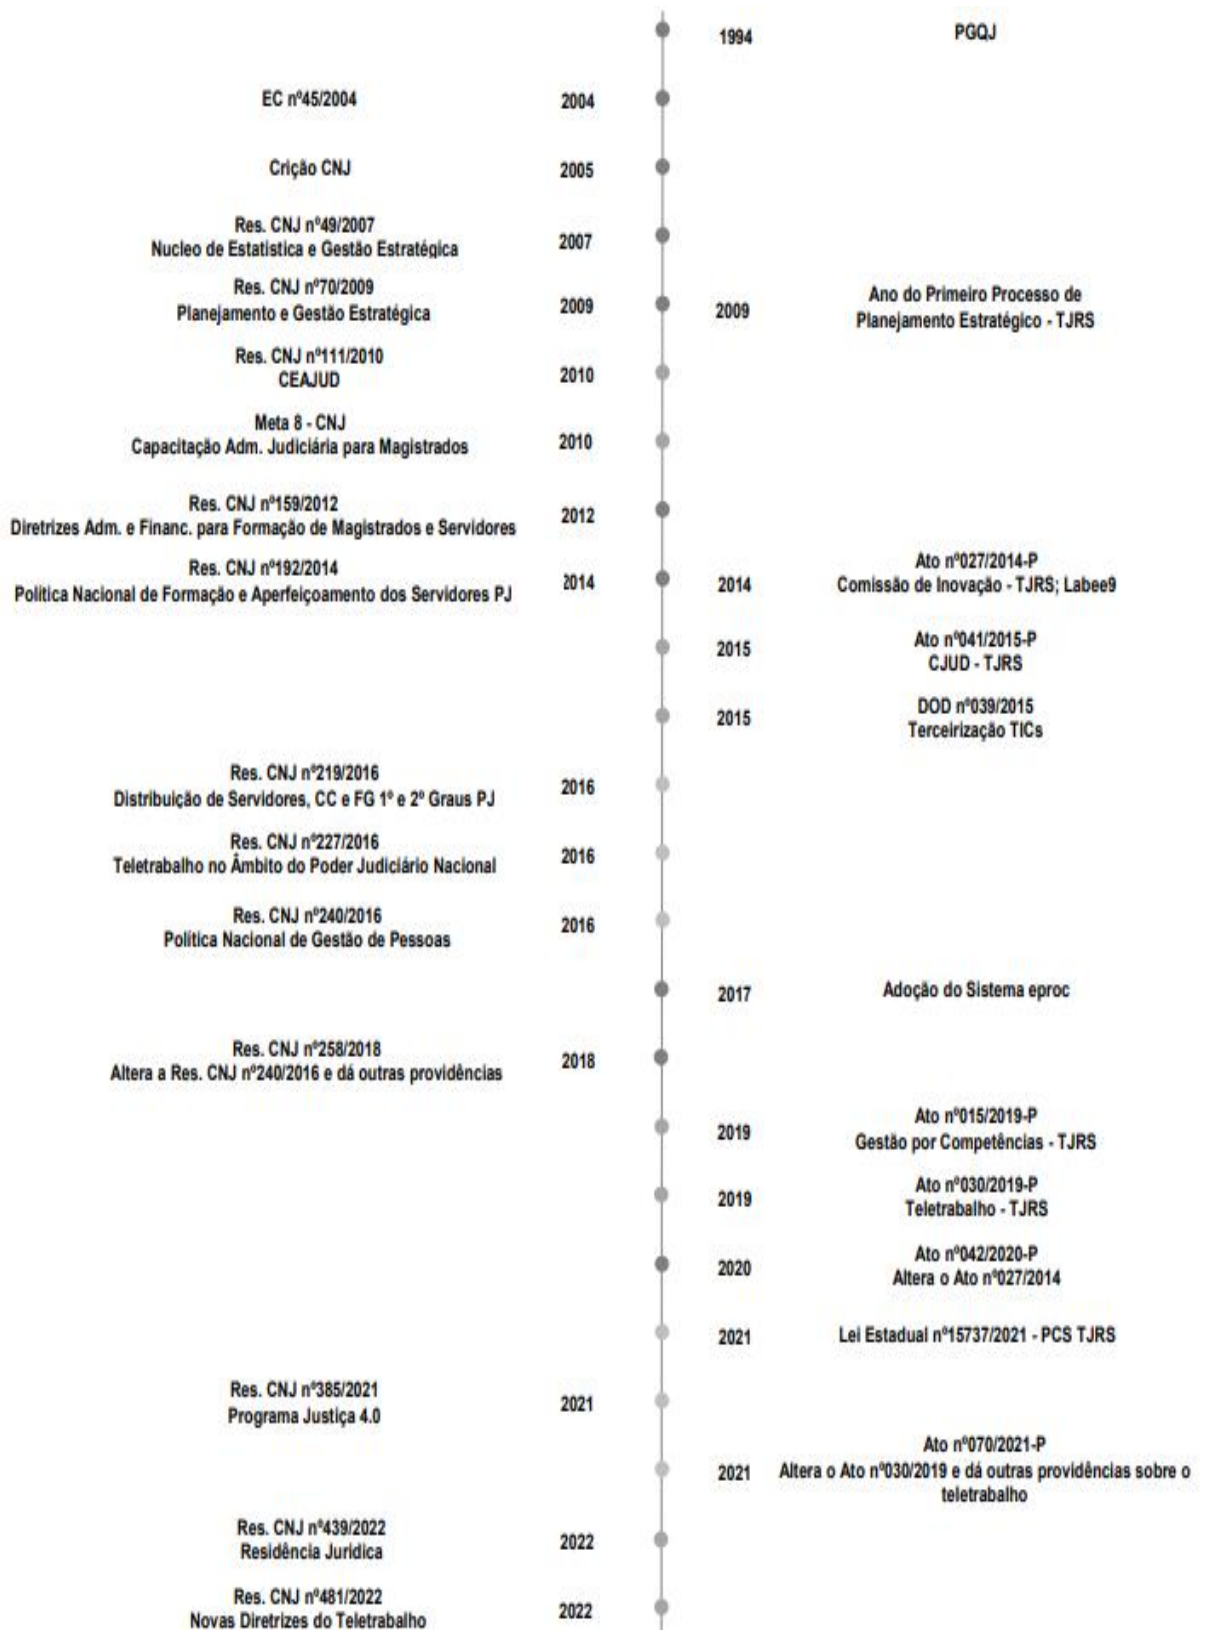 1994
PGQJ
EC nº45/2004
2004
Crição CNJ
2005
Res. CNJ nº49/2007
Nucleo de Estatistica e Gestão Estratégica
2007
Res. CNJ nº70/2009
Planejamento e Gestão Estratégica
2009
2009
Ano do Primeiro Processo de
Planejamento Estratégico - TJRS
Res. CNJ nº111/2010
CEAJUD
2010
Meta 8 - CNJ
Capacitação Adm. Judiciária para Magistrados
2010
Res. CNJ nº159/2012
Diretrizes Adm. e Financ. para Formação de Magistrados e Servidores
2012
Res. CNJ nº192/2014
Política Nacional de Formação e Aperfeiçoamento dos Servidores PJ
2014
2014
Ato nº027/2014-P
Comissão de Inovação - TJRS; Labee9
2015
Ato nº041/2015-P
CJUD - TJRS
2015
DOD nº039/2015
Terceirização TICs
Res. CNJ nº219/2016
Distribuição de Servidores, CC e FG 1º e 2º Graus PJ
2016
Res. CNJ nº227/2016
Teletrabalho no Âmbito do Poder Judiciário Nacional
2016
Res. CNJ nº240/2016
Política Nacional de Gestão de Pessoas
2016
2017
Adoção do Sistema eproc
Res. CNJ nº258/2018
Altera a Res. CNJ nº240/2016 e dá outras providências
2018
2019
Ato nº015/2019-P
Gestão por Competências - TJRS
2019
Ato nº030/2019-P
Teletrabalho - TJRS
2020
Ato nº042/2020-P
Altera o Ato nº027/2014
2021
Lei Estadual nº15737/2021 - PCS TJRS
Res. CNJ nº385/2021
Programa Justiça 4.0
2021
2021
Ato nº070/2021-P
Altera o Ato nº030/2019 e dá outras providências sobre o
teletrabalho
Res. CNJ nº439/2022
Residência Juridica
2022
Res. CNJ nº481/2022
Novas Diretrizes do Teletrabalho
2022